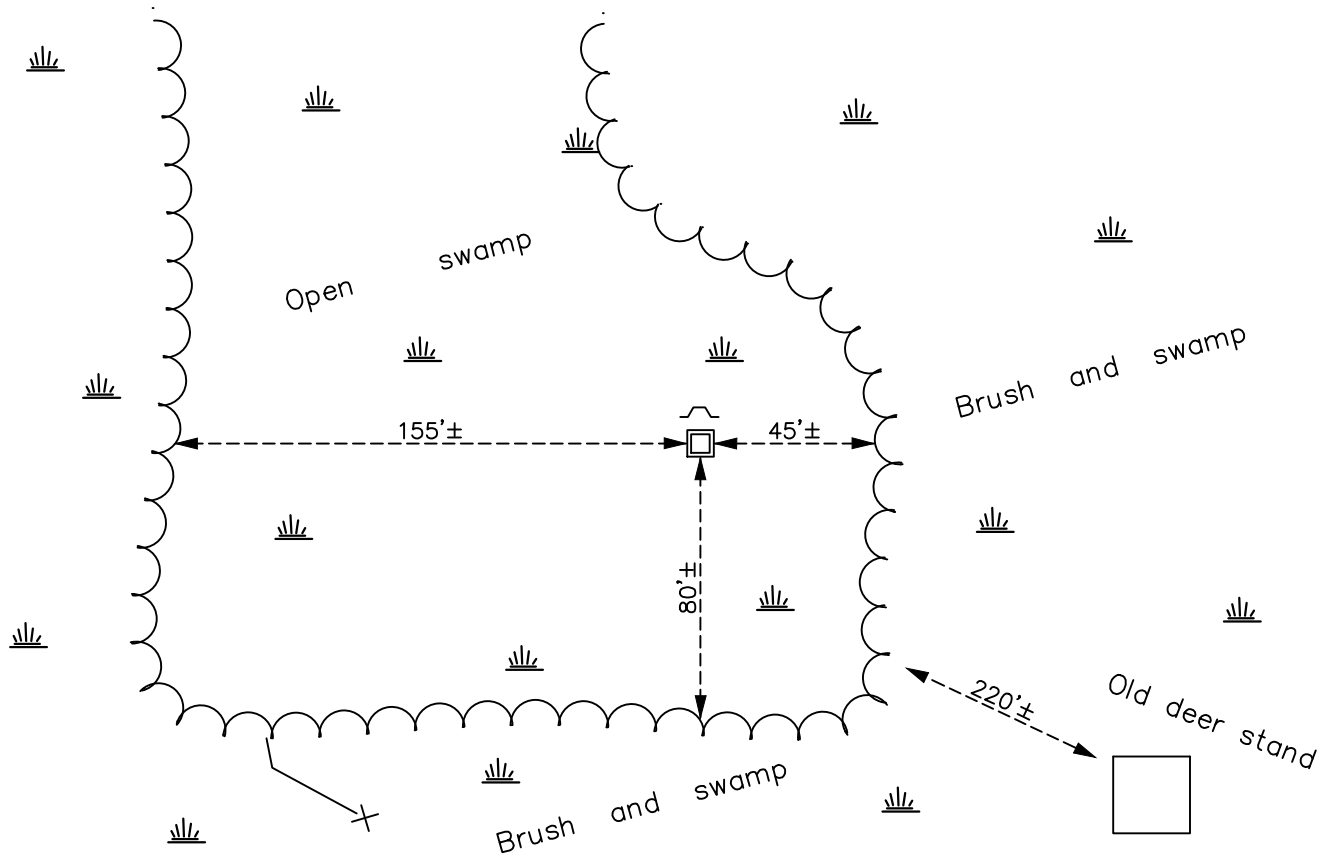 Open swamp
Brush and swamp
155'±
45'±
80'±
220'±
Old deer stand
Brush and swamp